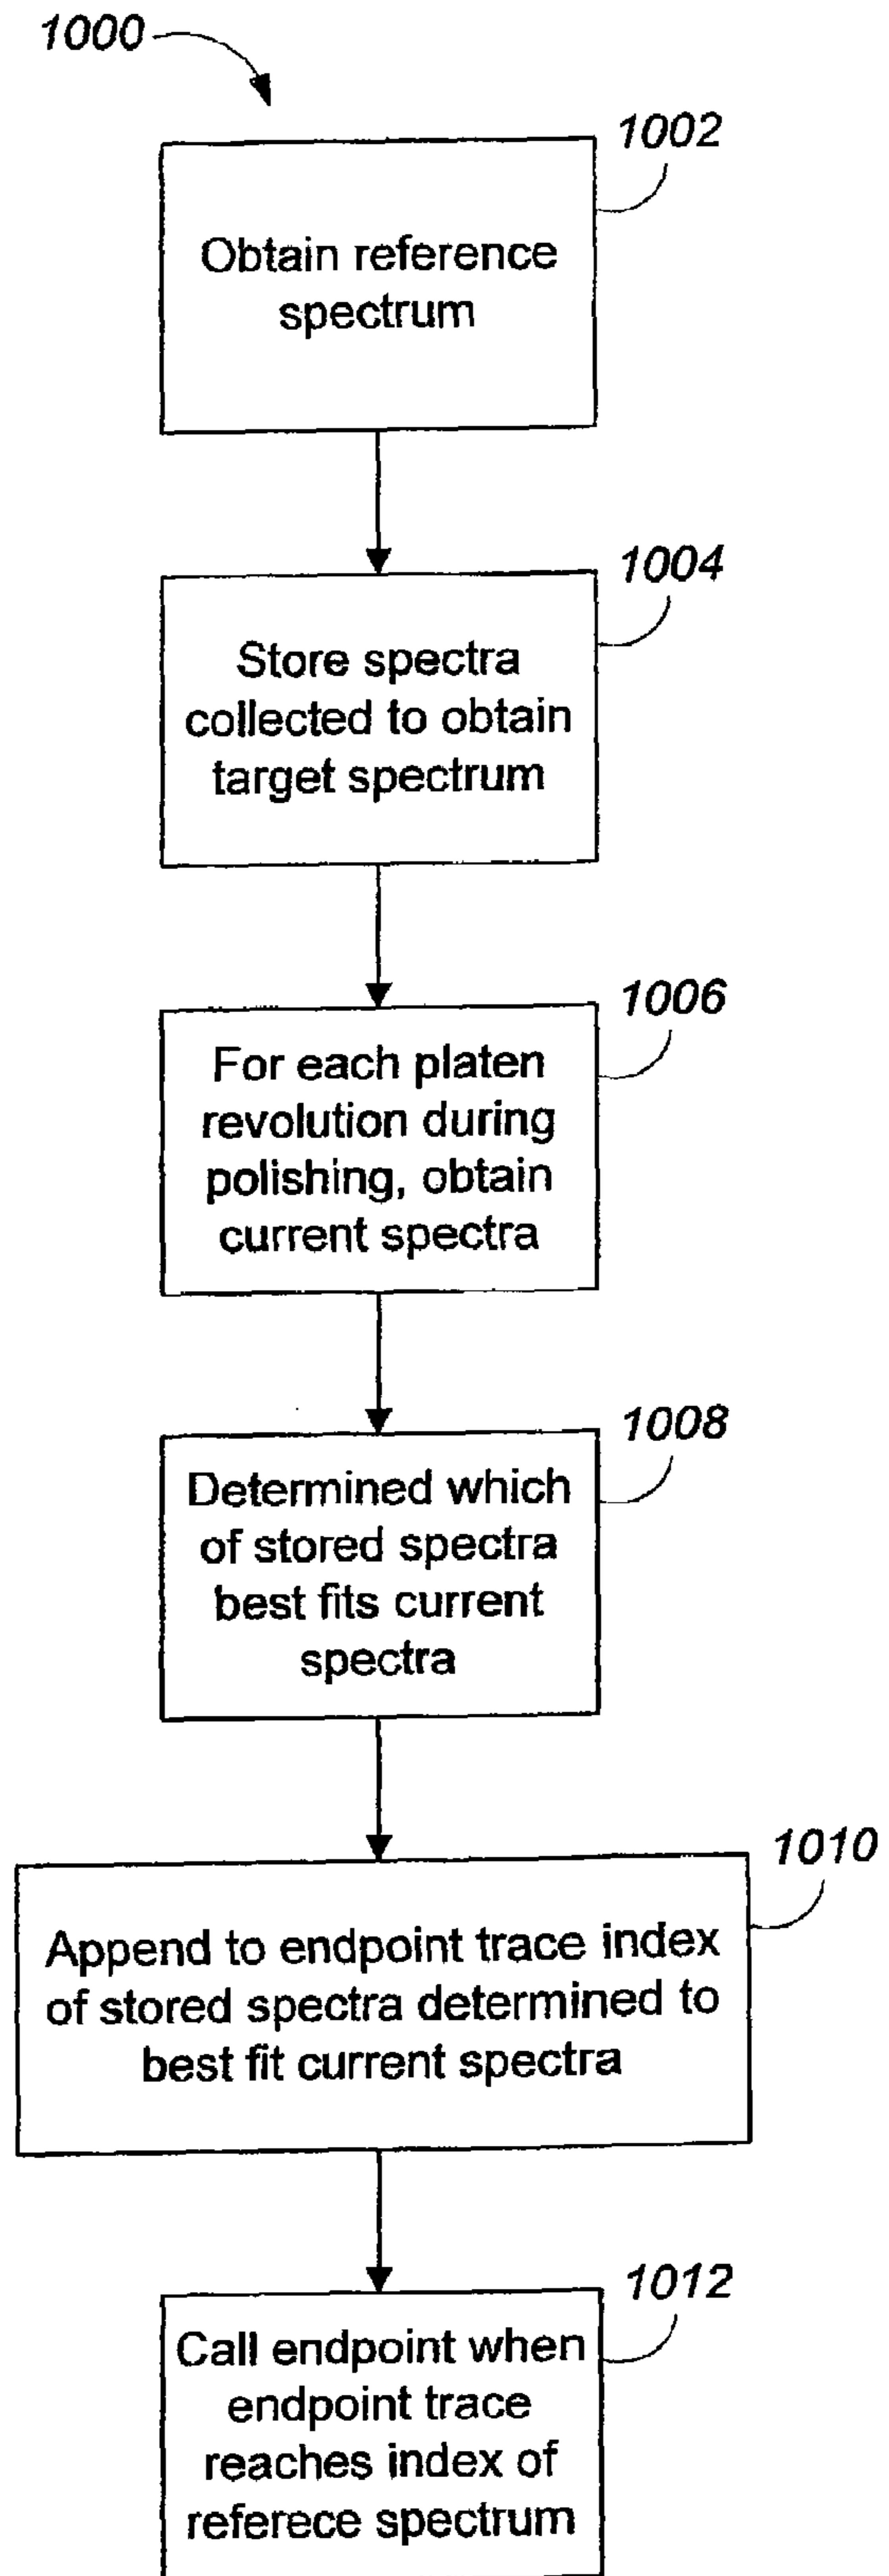 1000
1002
Obtain reference
spectrum
1004
Store spectra
collected to obtain
target spectrum
1006
For each platen
revolution during
polishing, obtain
current spectra
1008
Determined which
of stored spectra
best fits current
spectra
1010
Append to endpoint trace index
of stored spectra determined to
best fit current spectra
1012
Call endpoint when
endpoint trace
reaches index of
referece spectrum